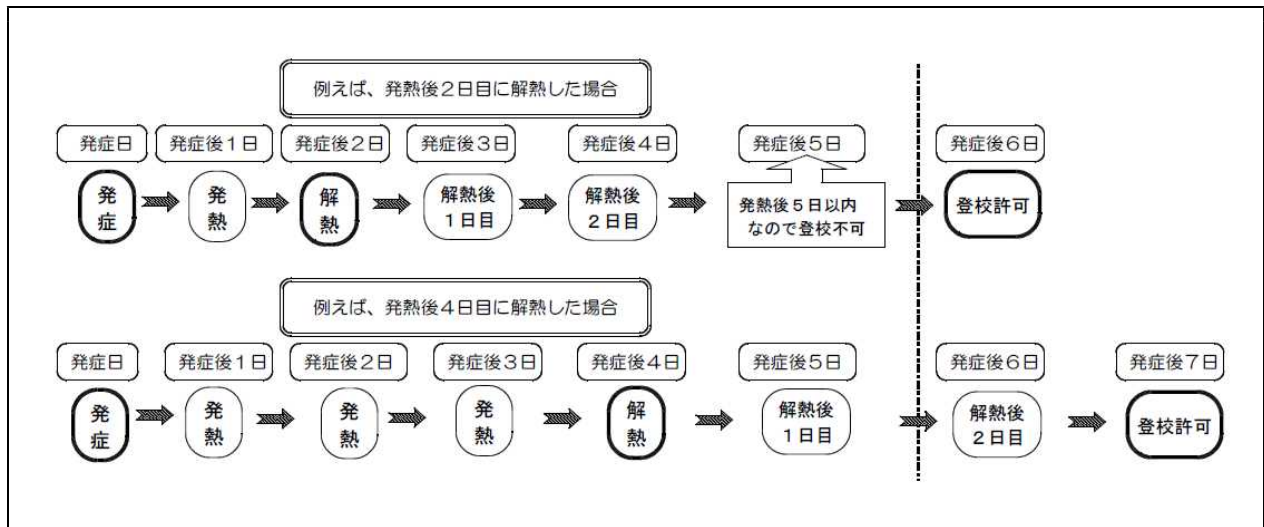 例えば、発熱後２日目に解熱した場合
発症日 発症後１日 発症後２日 発症後３日 発症後４日 発症後５日 発症後６日
発症
発熱
解熱
解熱後
１日目
解熱後
２日目
発熱後５日以内
なので登校不可
登校許可
例えば、発熱後４日目に解熱した場合
発症日 発症後１日 発症後２日 発症後３日 発症後４日 発症後５日 発症後６日 発症後７日
発症
発熱
発熱
発熱
解熱
解熱後
１日目
解熱後
２日目
登校許可